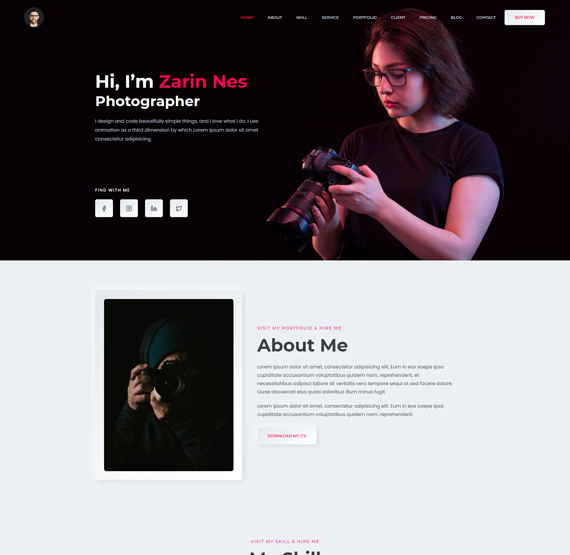 HOME ABOUT SKILL SERVICE PORTFOLIO CLIENT PRICING BLOG CONTACT BUY NOW
Hi, I'm Zarin Nes
Photographer
I design and code beautifully simple things, and I love what I do. I use
animation as a third dimension by which Lorem ipsum dolor sit amet
consectetur adipiscing.
FIND WITH ME
VISIT MY PORTFOLIO & HIRE ME
About Me
Lorem ipsum dolor sit amet, consectetur adipisicing elit. Eum in eos saepe ipsa
cupiditate accusantium voluptatibus quidem nam, reprehenderit, et
necessitatibus adipisci labore sit veritatis vero tempore sequi at sed facere dolore.
Quae obcaecati eius quasi doloribus illum minus fugit.
Lorem ipsum dolor sit amet, consectetur adipisicing elit. Eum in eos saepe ipsa
cupiditate accusantium voluptatibus quidem nam, reprehenderit,
DOWNLOAD MY CV
VISIT MY SKILL & HIRE ME
My Skill